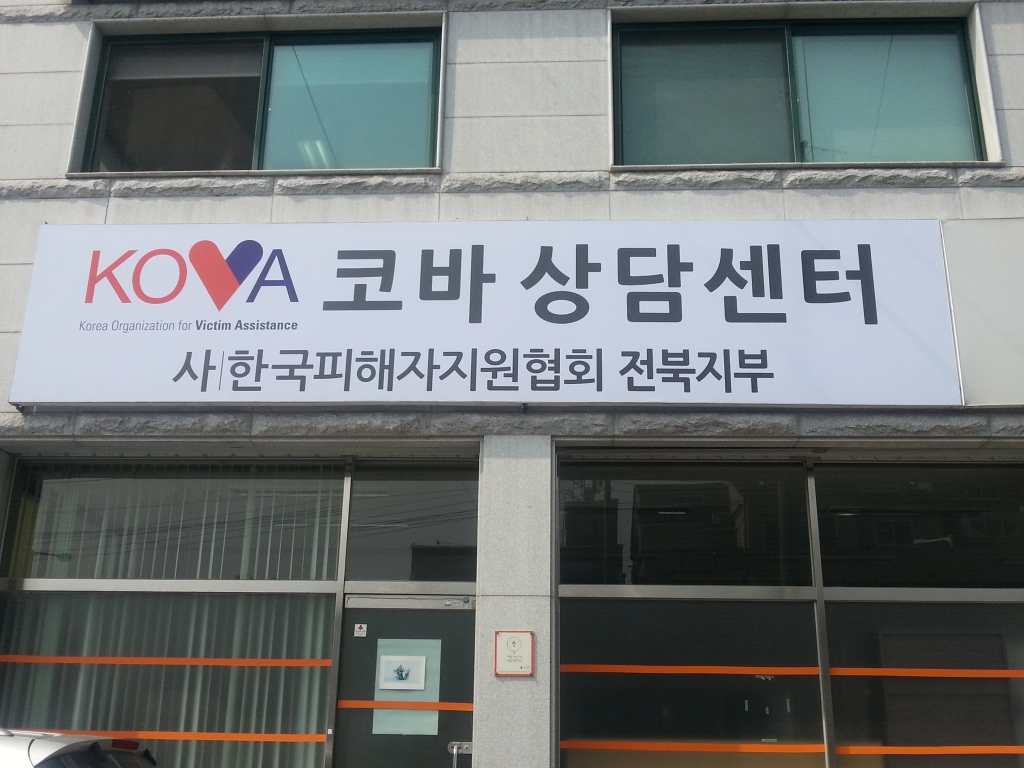 KOVA 코바 상담센터
Korea Organization for Victim Assistance
사|한국피해자지원협회 전북지부